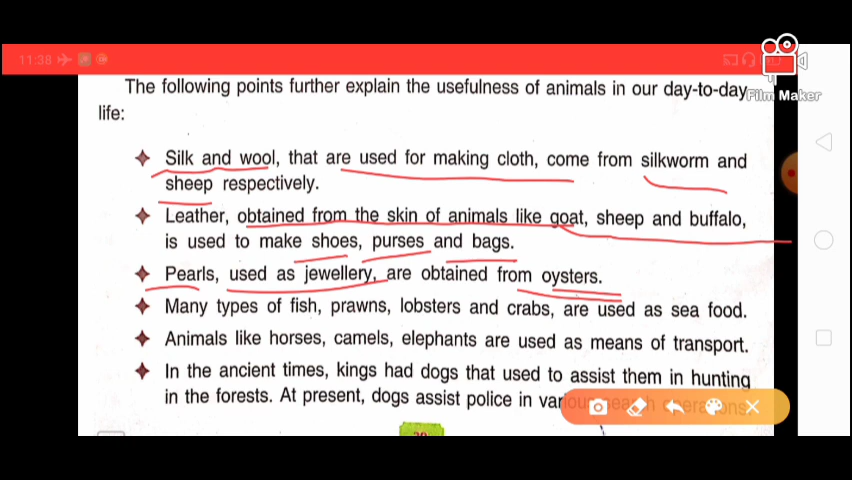 11:38
Film Maker
The following points further explain the usefulness of animals in our day-to-day
life:
Silk and wool, that are used for making cloth, come from silkworm and
sheep respectively.
Leather, obtained from the skin of animals like goat, sheep and buffalo,
is used to make shoes, purses and bags.
Pearls, used as jewellery, are obtained from oysters.
Many types of fish, prawns, lobsters and crabs, are used as sea food.
Animals like horses, camels, elephants are used as means of transport.
In the ancient times, kings had dogs that used to assist them in hunting
in the forests. At present, dogs assist police in various search operations.